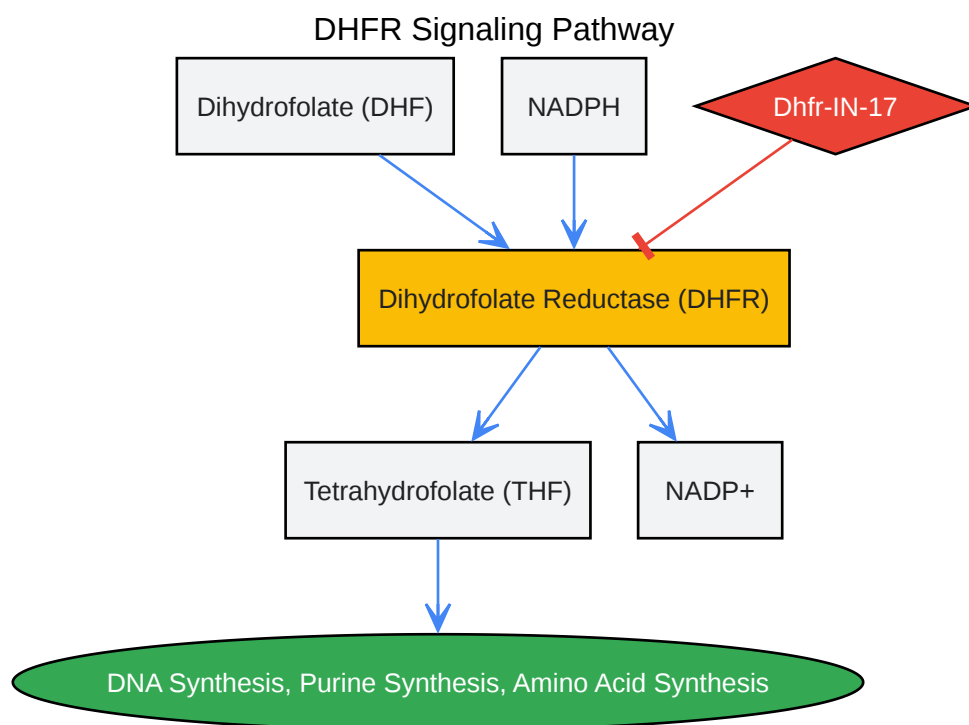 DHFR Signaling Pathway
Dihydrofolate (DHF)
NADPH
Dhfr-IN-17
Dihydrofolate Reductase (DHFR)
Tetrahydrofolate (THF)
NADP+
DNA Synthesis, Purine Synthesis, Amino Acid Synthesis